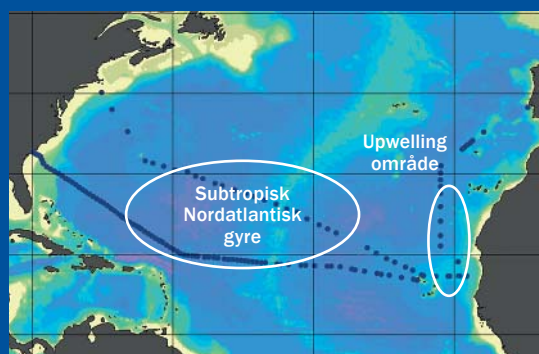 Upwelling
område
Subtropisk
Nordatlantisk
gyre